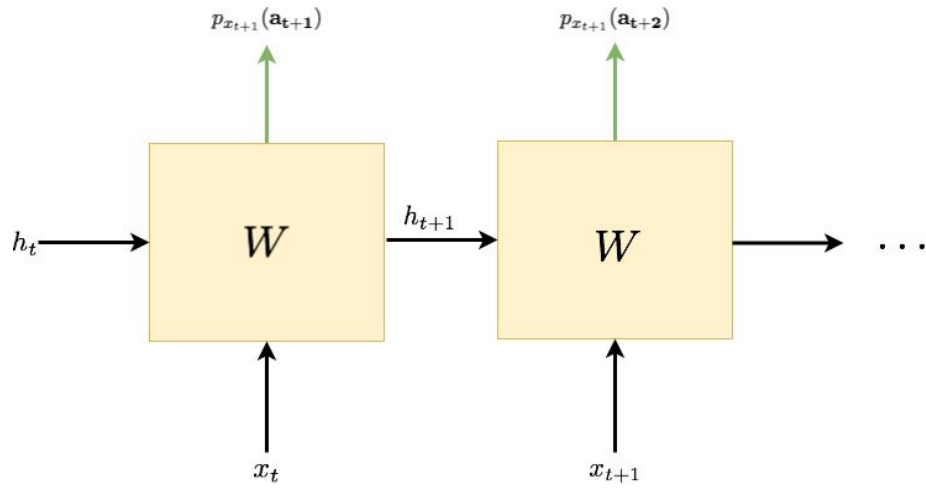 p_{x_{t+1}}(a_{t+1}) p_{x_{t+1}}(a_{t+2})
h_t W h_{t+1} W ...
x_t x_{t+1}